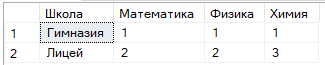 Школа Математика Физика Химия
1 Гимназия 1 1 1
2 Лицей 2 2 3